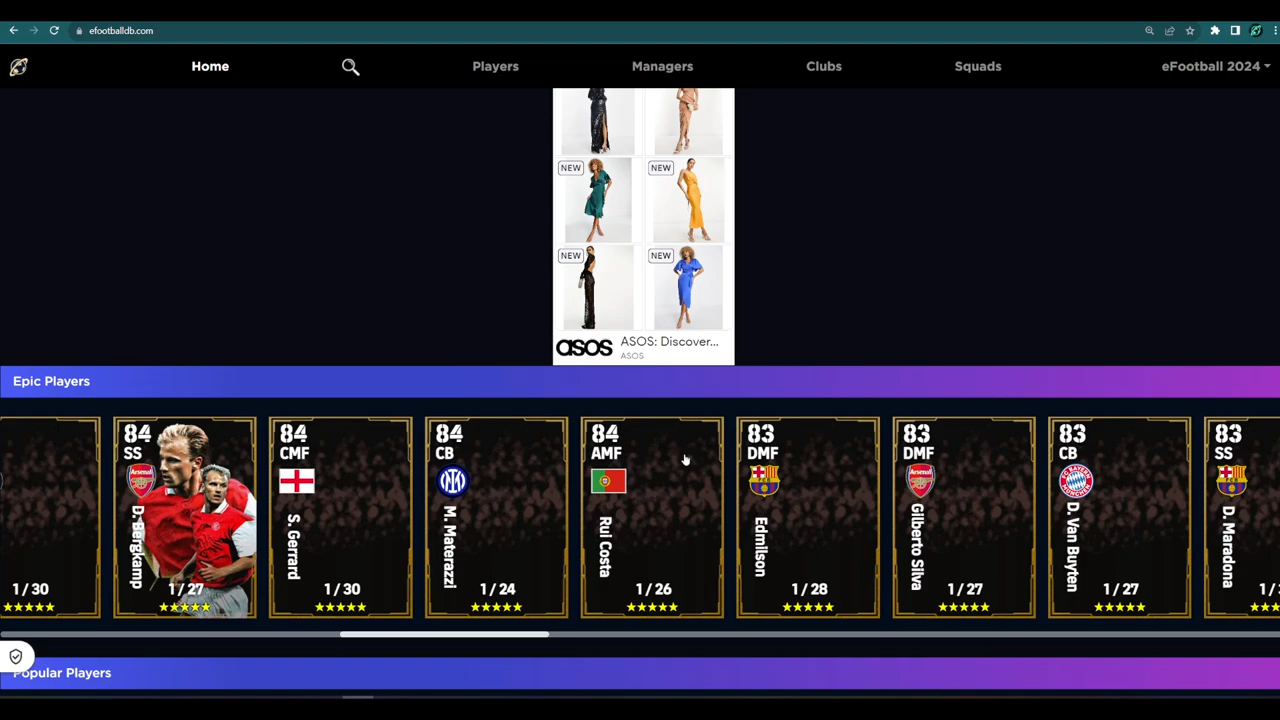 efootballdb.com
Home
Players
Managers
Clubs
Squads
eFootball 2024
NEW
NEW
NEW
NEW
asos
ASOS: Discover...
ASOS
Epic Players
1 / 30
84
SS
Arsenal
D. Bergkamp
1 / 27
84
CMF
S. Gerrard
1 / 30
84
CB
M. Materazzi
1 / 24
84
AMF
Rui Costa
1 / 26
83
DMF
Edmilson
1 / 28
83
DMF
Arsenal
Gilberto Silva
1 / 27
83
CB
D. Van Buyten
1 / 27
83
SS
D. Maradona
Popular Players